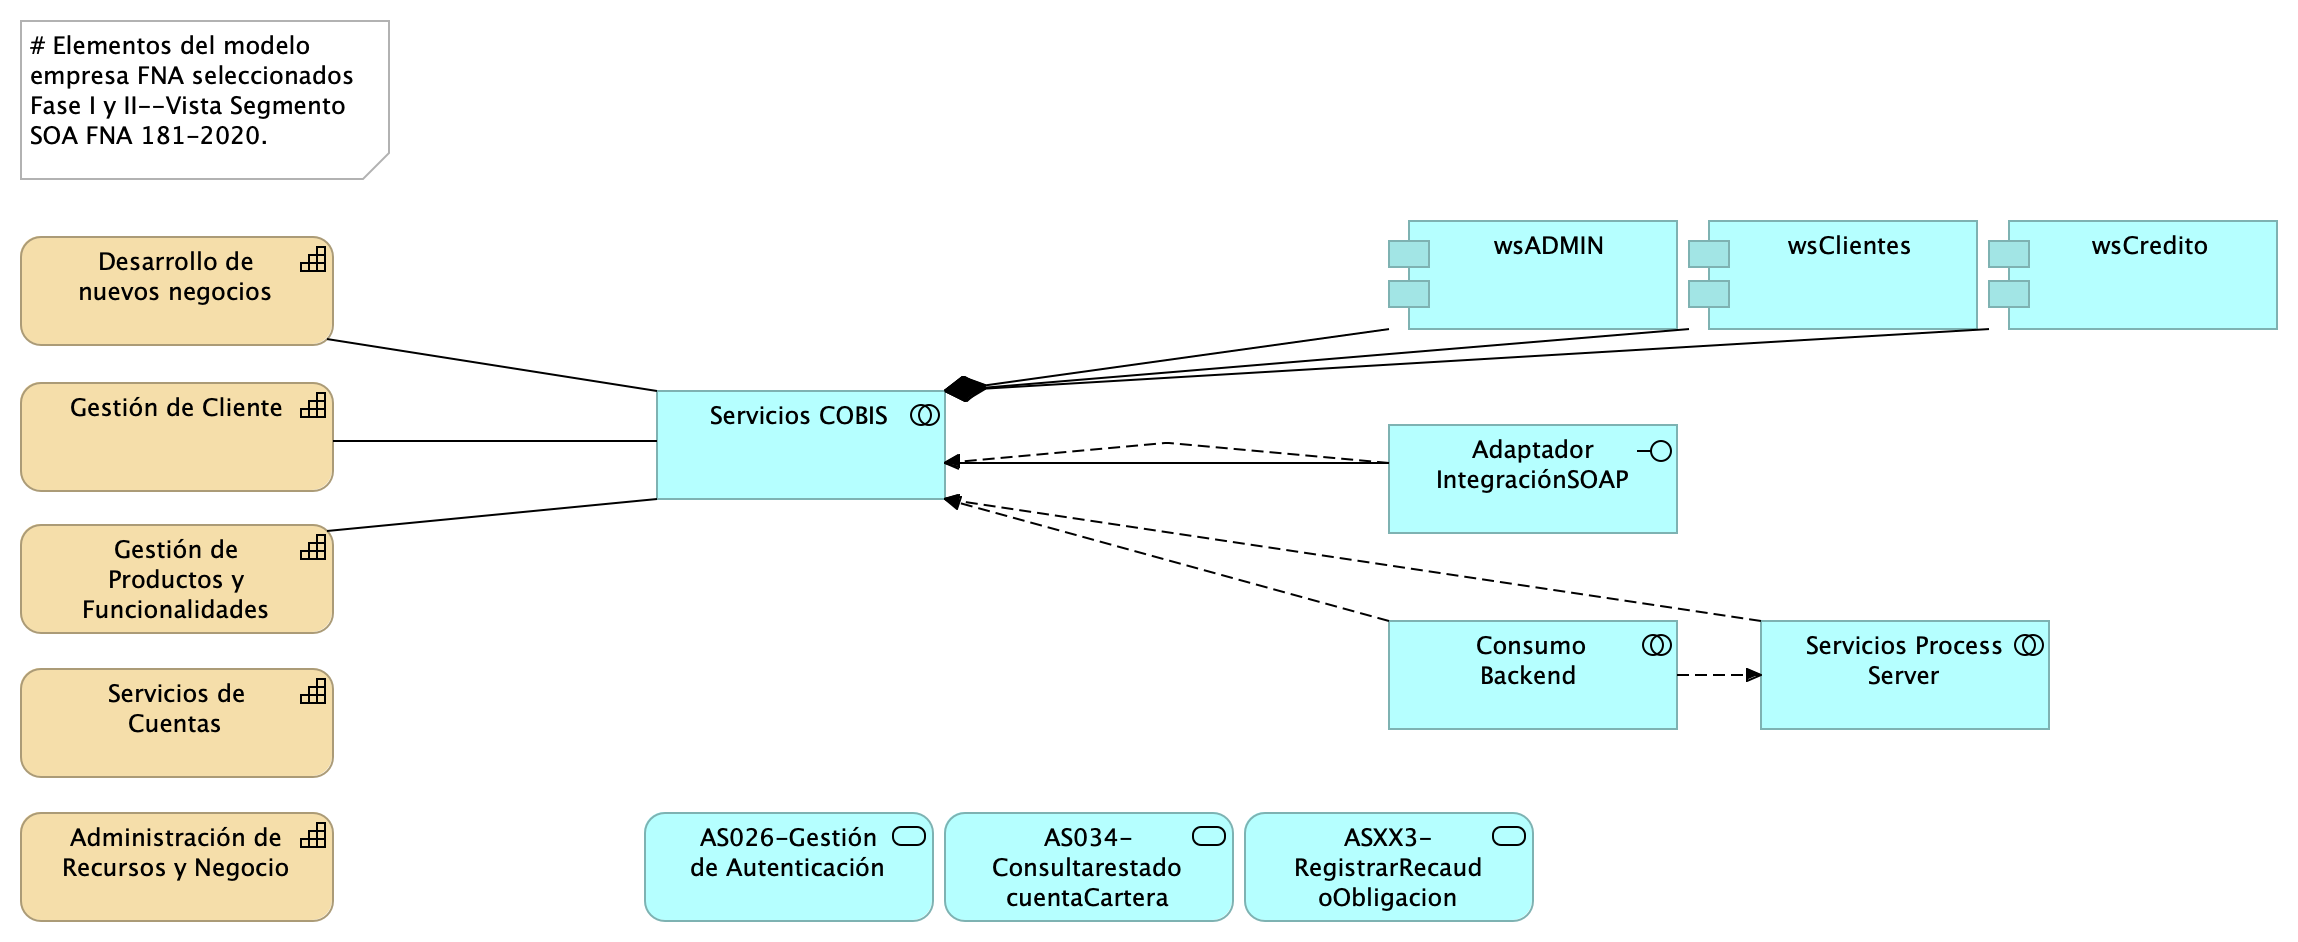 # Elementos del modelo
empresa FNA seleccionados
Fase I y II--Vista Segmento
SOA FNA 181-2020.
Desarrollo de
nuevos negocios
Gestión de Cliente
Gestión de
Productos y
Funcionalidades
Servicios de
Cuentas
Administración de
Recursos y Negocio
Servicios COBIS
wsADMIN
wsClientes
wsCredito
Adaptador
IntegraciónSOAP
Consumo
Backend
Servicios Process
Server
AS026-Gestión
de Autenticación
AS034-
Consultarestado
cuentaCartera
ASXX3-
RegistrarRecaud
oObligacion